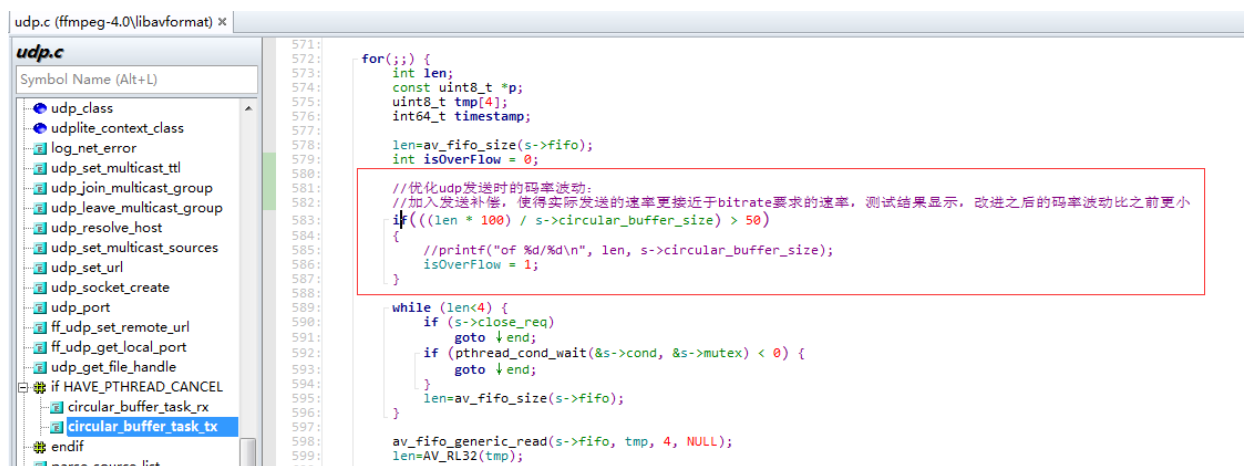 udp.c (ffmpeg-4.0\libavformat) ×
udp.c
Symbol Name (Alt+L)
udp_class
udplite_context_class
log_net_error
udp_set_multicast_ttl
udp_join_multicast_group
udp_leave_multicast_group
udp_resolve_host
udp_set_multicast_sources
udp_set_url
udp_socket_create
udp_port
ff_udp_set_remote_url
ff_udp_get_local_port
udp_get_file_handle
if HAVE_PTHREAD_CANCEL
circular_buffer_task_rx
circular_buffer_task_tx
endif
parse_source_list
571:
572: for(;;) {
573: int len;
574: const uint8_t *p;
575: uint8_t tmp[4];
576: int64_t timestamp;
577:
578: len=av_fifo_size(s->fifo);
579: int isOverFlow = 0;
580:
581: //优化udp发送时的码率波动:
582: //加入发送补偿,使得实际发送的速率更接近于bitrate要求的速率,测试结果显示,改进之后的码率波动比之前更小
583: if(((len * 100) / s->circular_buffer_size) > 50)
584: {
585: //printf("of %d/%d\n", len, s->circular_buffer_size);
586: isOverFlow = 1;
587: }
588:
589: while (len<4) {
590: if (s->close_req)
591: goto ↓end;
592: if (pthread_cond_wait(&s->cond, &s->mutex) < 0) {
593: goto ↓end;
594: }
595: len=av_fifo_size(s->fifo);
596: }
597:
598: av_fifo_generic_read(s->fifo, tmp, 4, NULL);
599: len=AV_RL32(tmp);